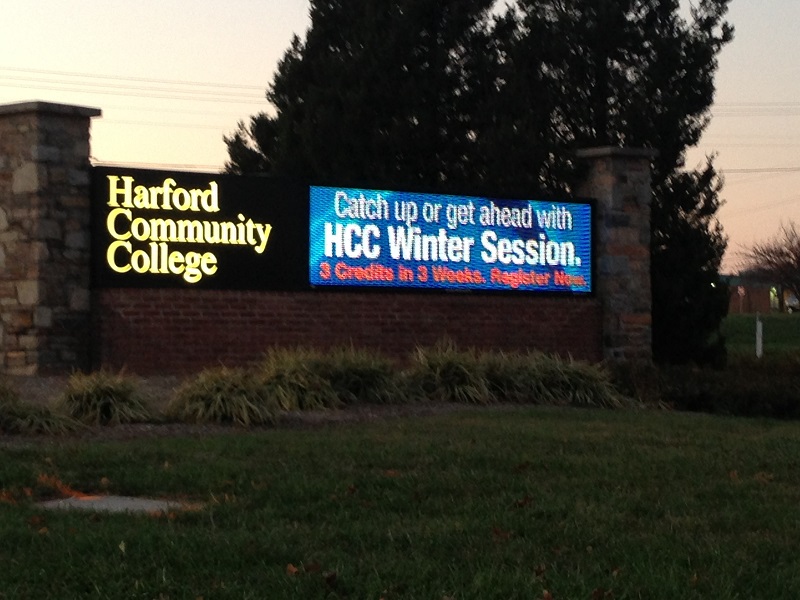 Harford
Community
College
Catch up or get ahead with
HCC Winter Session.
3 Credits in 3 Weeks. Register Now.